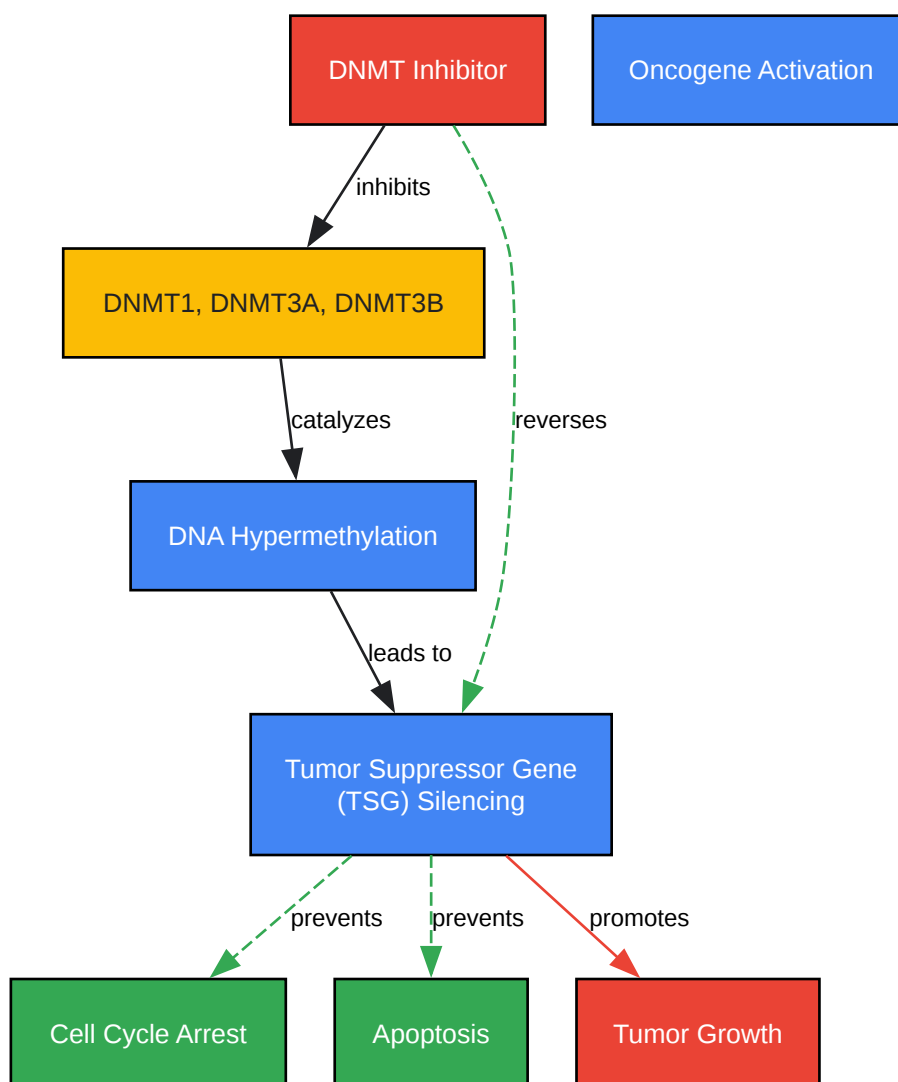 DNMT Inhibitor
Oncogene Activation
inhibits
DNMT1, DNMT3A, DNMT3B
catalyzes
reverses
DNA Hypermethylation
leads to
Tumor Suppressor Gene
(TSG) Silencing
prevents
prevents
promotes
Cell Cycle Arrest
Apoptosis
Tumor Growth